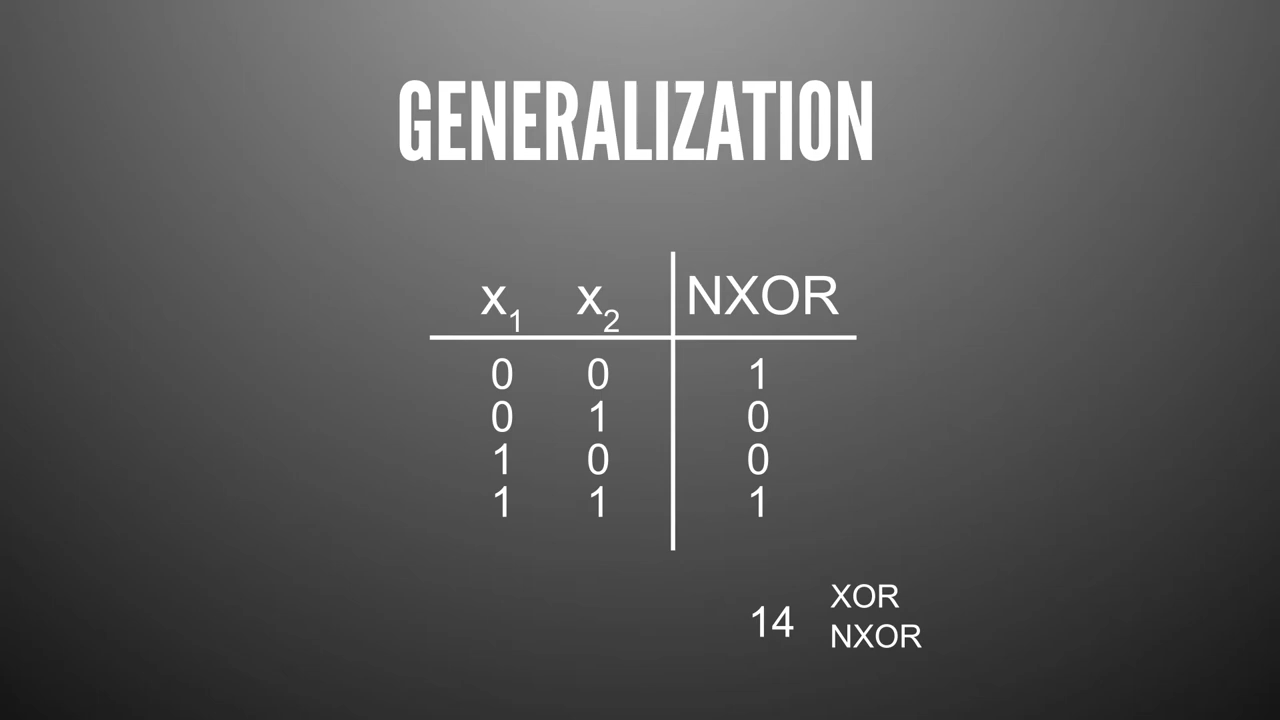 GENERALIZATION
x1 x2 NXOR
0 0 1
0 1 0
1 0 0
1 1 1
14
XOR
NXOR